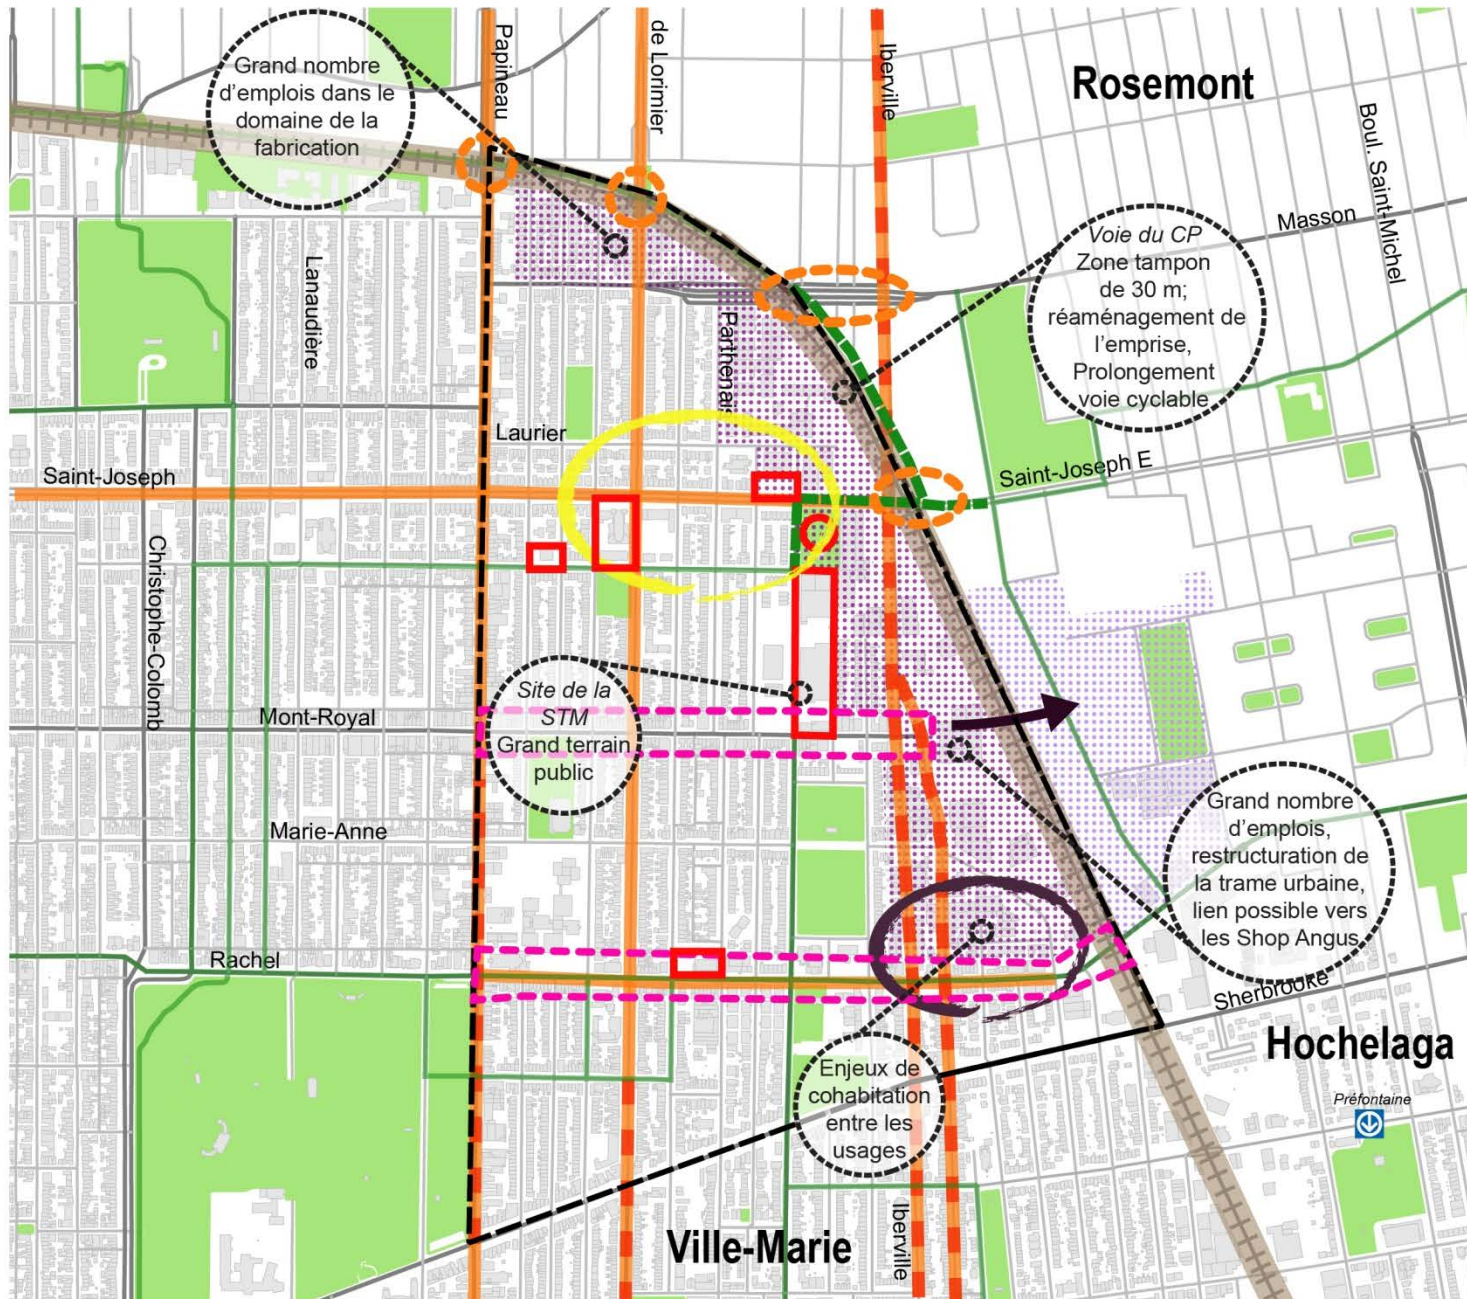 Papineau
de Lorimier
Iberville
Rosemont
Boul. Saint-Michel
Grand nombre
d'emplois dans le
domaine de la
fabrication
Masson
Voie du CP
Zone tampon
de 30 m;
réaménagement de
l'emprise,
Prolongement
voie cyclable
Lanaudière
Parthenais
Laurier
Saint-Joseph
Saint-Joseph E
Christophe-Colomb
Site de la
STM
Grand terrain
public
Mont-Royal
Marie-Anne
Grand nombre
d'emplois,
restructuration de
la trame urbaine,
lien possible vers
les Shop Angus
Rachel
Sherbrooke
Hochelaga
Préfontaine
Enjeux de
cohabitation
entre les
usages
Iberville
Ville-Marie